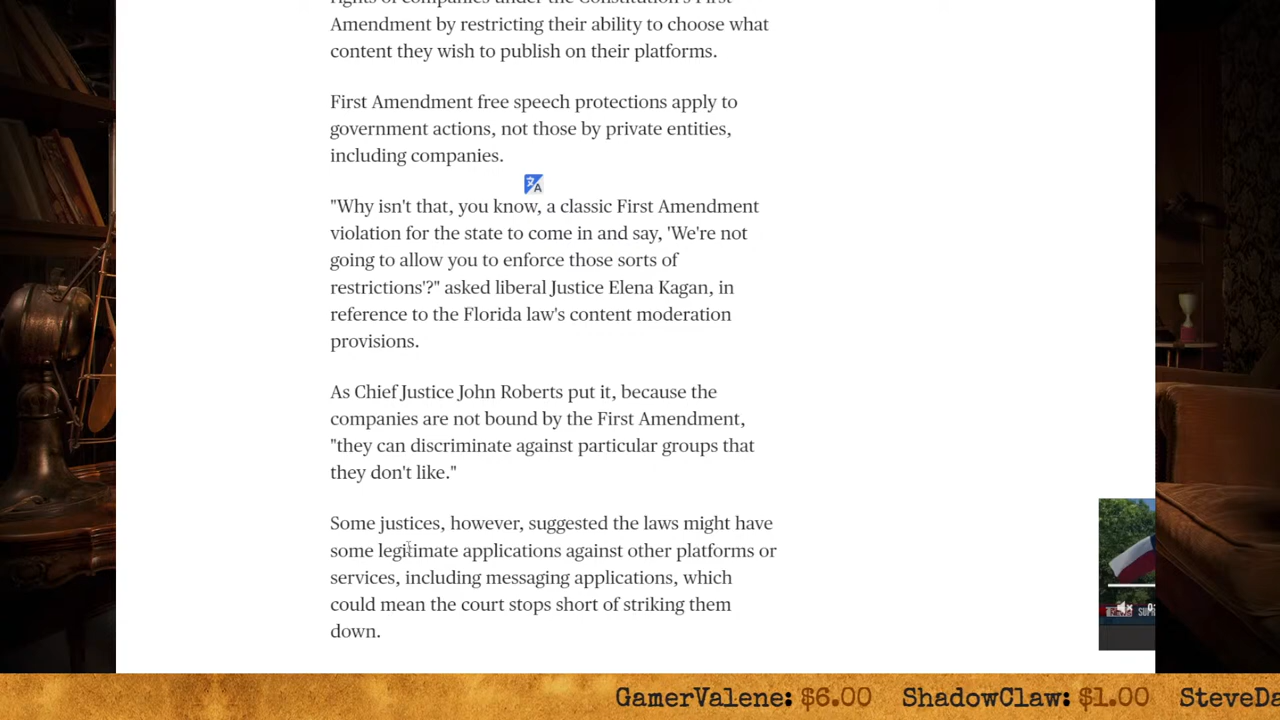 rights of companies under the Constitution's First
Amendment by restricting their ability to choose what
content they wish to publish on their platforms.
First Amendment free speech protections apply to
government actions, not those by private entities,
including companies.
"Why isn't that, you know, a classic First Amendment
violation for the state to come in and say, 'We're not
going to allow you to enforce those sorts of
restrictions'?" asked liberal Justice Elena Kagan, in
reference to the Florida law's content moderation
provisions.
As Chief Justice John Roberts put it, because the
companies are not bound by the First Amendment,
"they can discriminate against particular groups that
they don't like."
Some justices, however, suggested the laws might have
some legitimate applications against other platforms or
services, including messaging applications, which
could mean the court stops short of striking them
down.
GamerValene: $6.00 ShadowClaw: $1.00 SteveDa